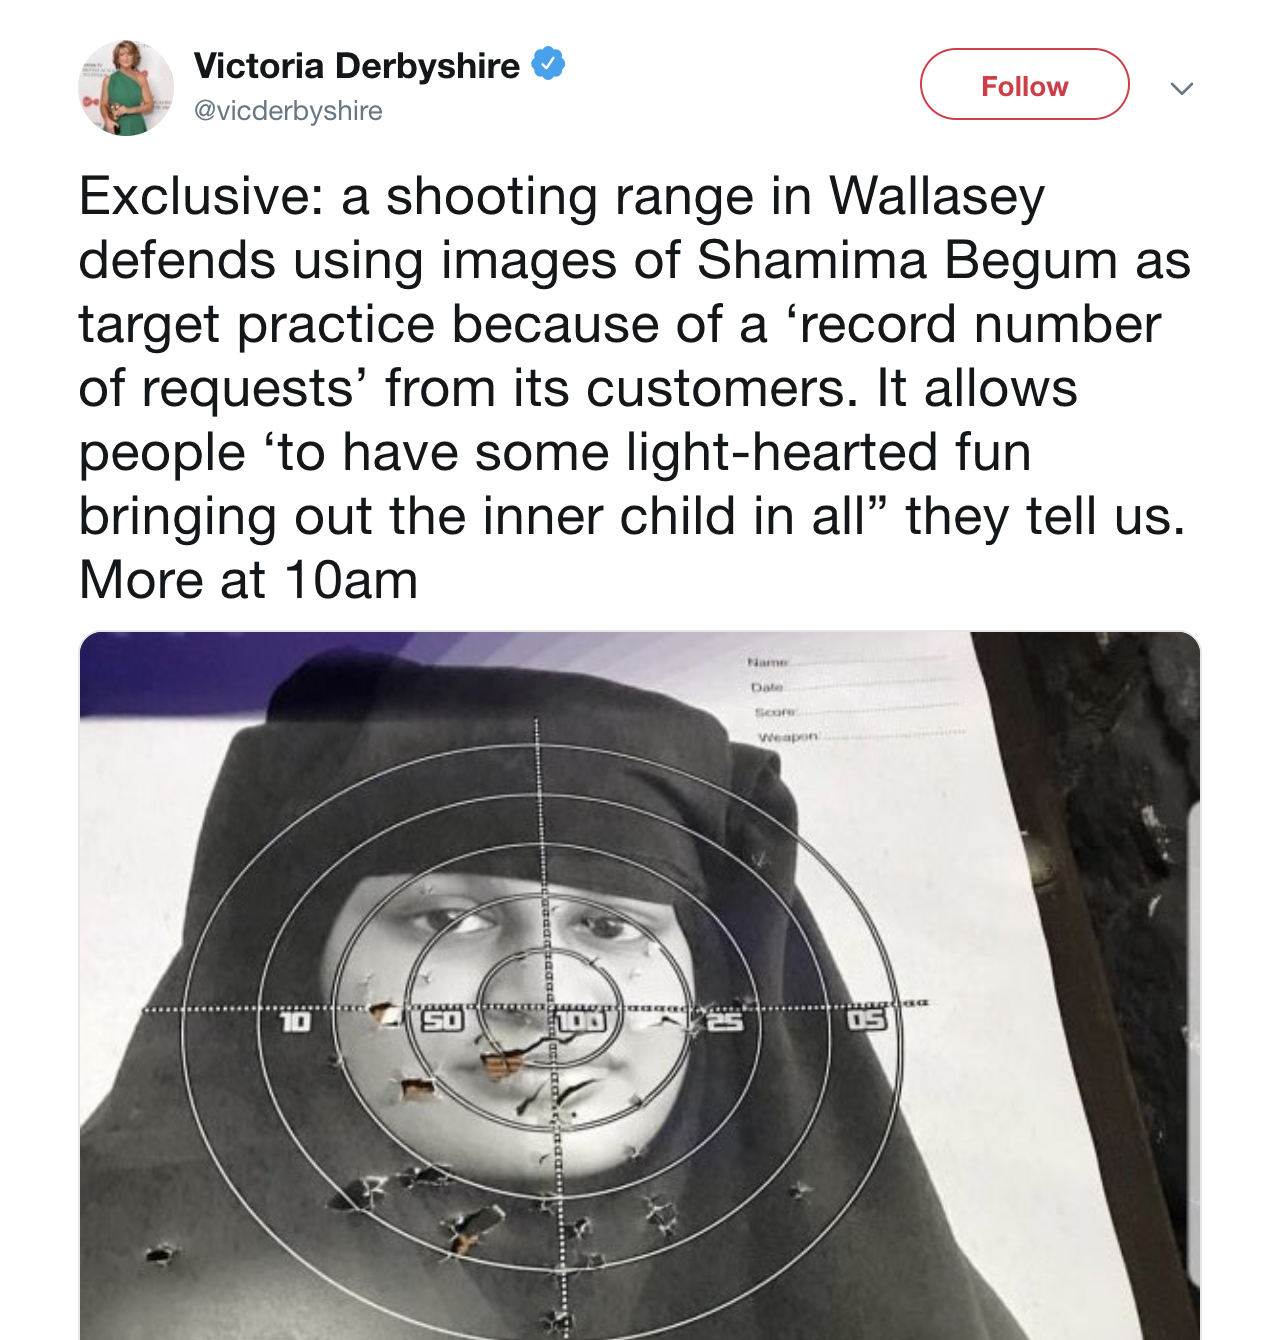 Victoria Derbyshire
@vicderbyshire
Follow
Exclusive: a shooting range in Wallasey
defends using images of Shamima Begum as
target practice because of a ‘record number
of requests’ from its customers. It allows
people ‘to have some light-hearted fun
bringing out the inner child in all” they tell us.
More at 10am
Name
Date
Score
Weapon:
10 50 100 25 05